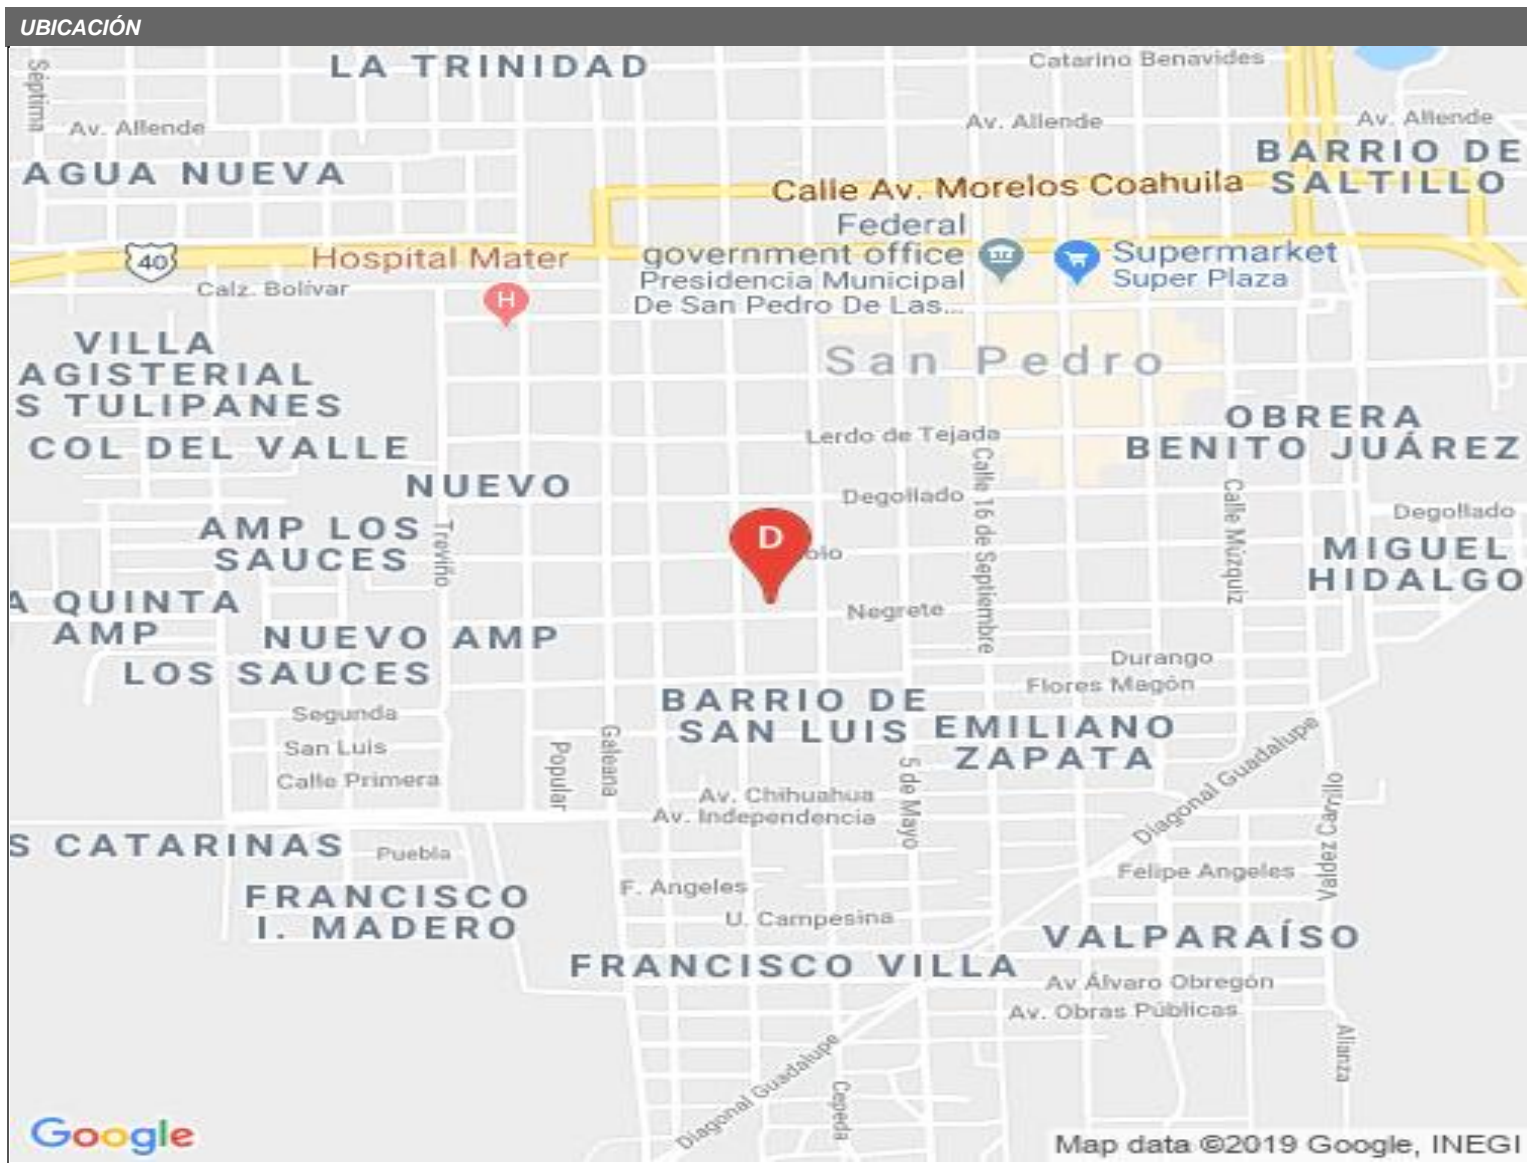 UBICACIÓN
LA TRINIDAD
Catarino Benavides
Séptima
Av. Allende
Av. Allende
Av. Allende
AGUA NUEVA
BARRIO DE
SALTILLO
Calle Av. Morelos Coahuila
Federal
government office
Presidencia Municipal
De San Pedro De Las...
Supermarket
Super Plaza
40
Hospital Mater
H
Calz. Bolívar
VILLA
AGISTERIAL
S TULIPANES
San Pedro
COL DEL VALLE
OBRERA
BENITO JUÁREZ
Lerdo de Tejada
NUEVO
Degollado
Calle 16 de Septiembre
Calle Múzquiz
Degollado
AMP LOS
SAUCES
Treviño
D
MIGUEL
HIDALGO
A QUINTA
AMP
Negrete
NUEVO AMP
LOS SAUCES
Durango
Flores Magón
BARRIO DE
SAN LUIS
EMILIANO
ZAPATA
Segunda
San Luis
Calle Primera
Popular
Galeana
5 de Mayo
Diagonal Guadalupe
Valdez Carrillo
Av. Chihuahua
Av. Independencia
S CATARINAS
Puebla
Felipe Angeles
FRANCISCO
I. MADERO
F. Angeles
U. Campesina
VALPARAÍSO
FRANCISCO VILLA
Av Álvaro Obregón
Av. Obras Públicas
Alianza
Diagonal Guadalupe
Cepeda
Google
Map data ©2019 Google, INEGI